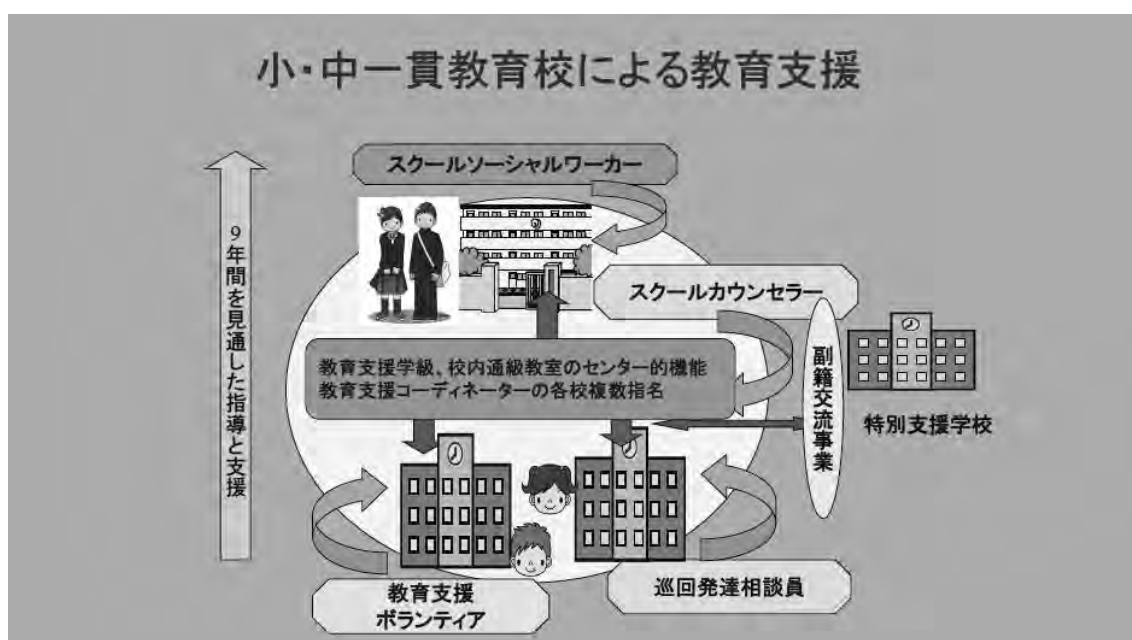 小・中一貫教育校による教育支援
スクールソーシャルワーカー
9年間を見通した指導と支援
スクールカウンセラー
副籍交流事業
特別支援学校
教育支援学級、校内通級教室のセンター的機能
教育支援コーディネーターの各校複数指名
教育支援
ボランティア
巡回発達相談員